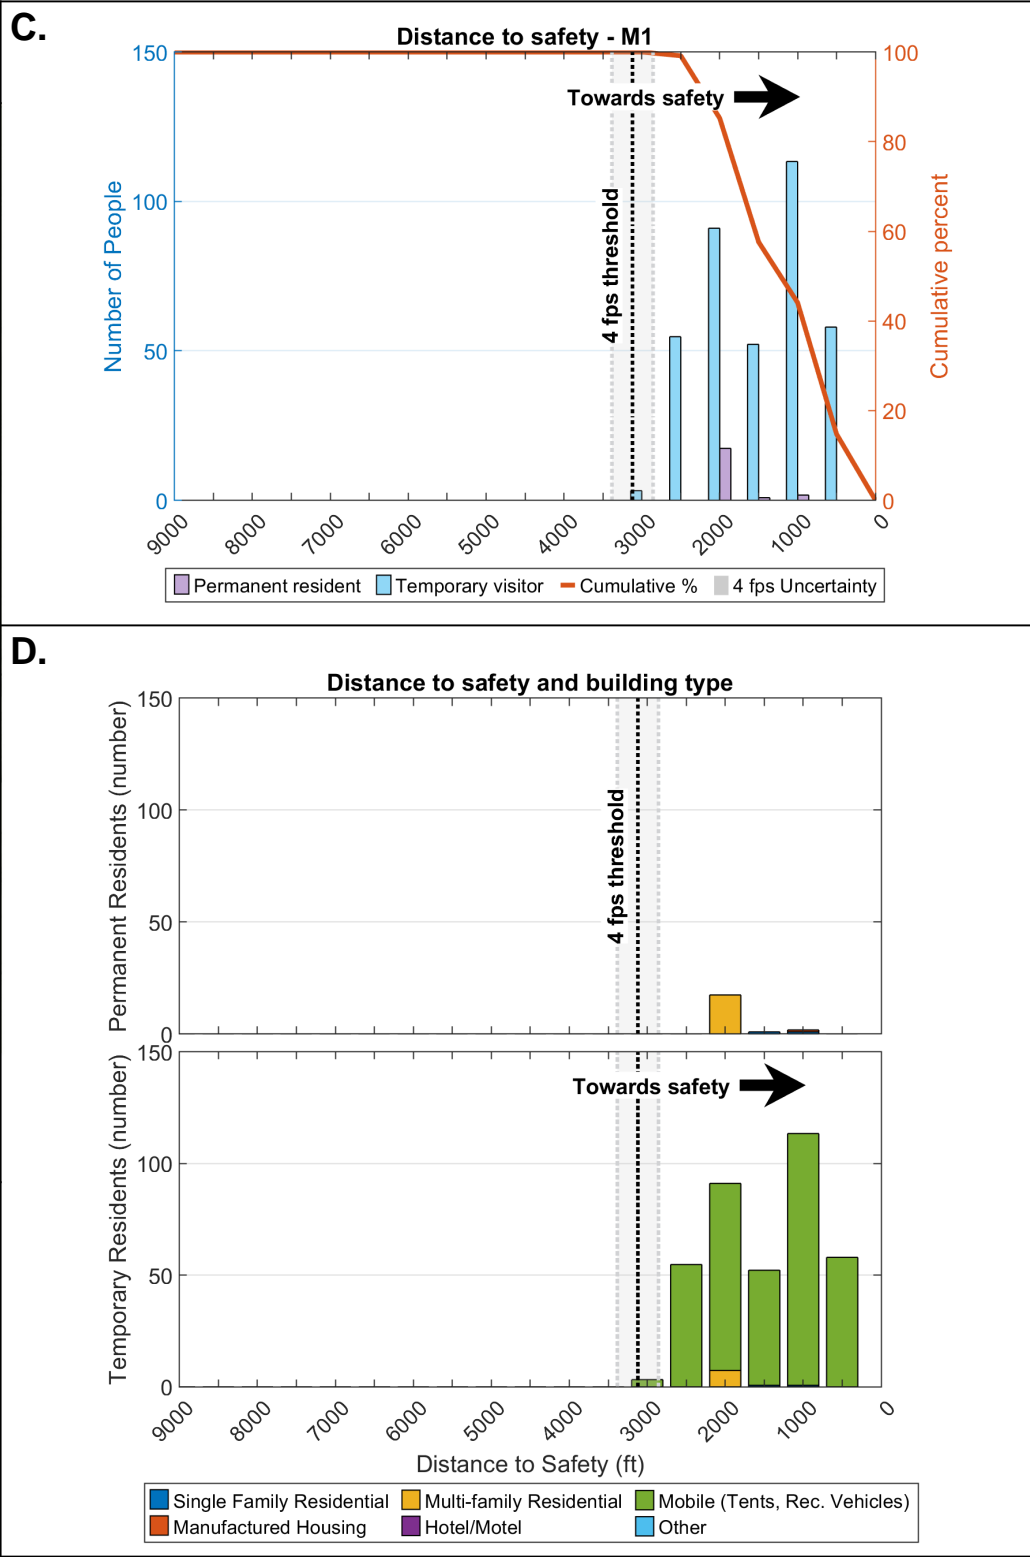 C.
Distance to safety - M1
150
100
50
0
Number of People
100
80
60
40
20
0
Cumulative percent
Towards safety
4 fps threshold
9000
8000
7000
6000
5000
4000
3000
2000
1000
0
Permanent resident
Temporary visitor
Cumulative %
4 fps Uncertainty
D.
Distance to safety and building type
150
100
50
0
Permanent Residents (number)
4 fps threshold
150
100
50
0
Temporary Residents (number)
Towards safety
9000
8000
7000
6000
5000
4000
3000
2000
1000
0
Distance to Safety (ft)
Single Family Residential
Multi-family Residential
Mobile (Tents, Rec. Vehicles)
Manufactured Housing
Hotel/Motel
Other